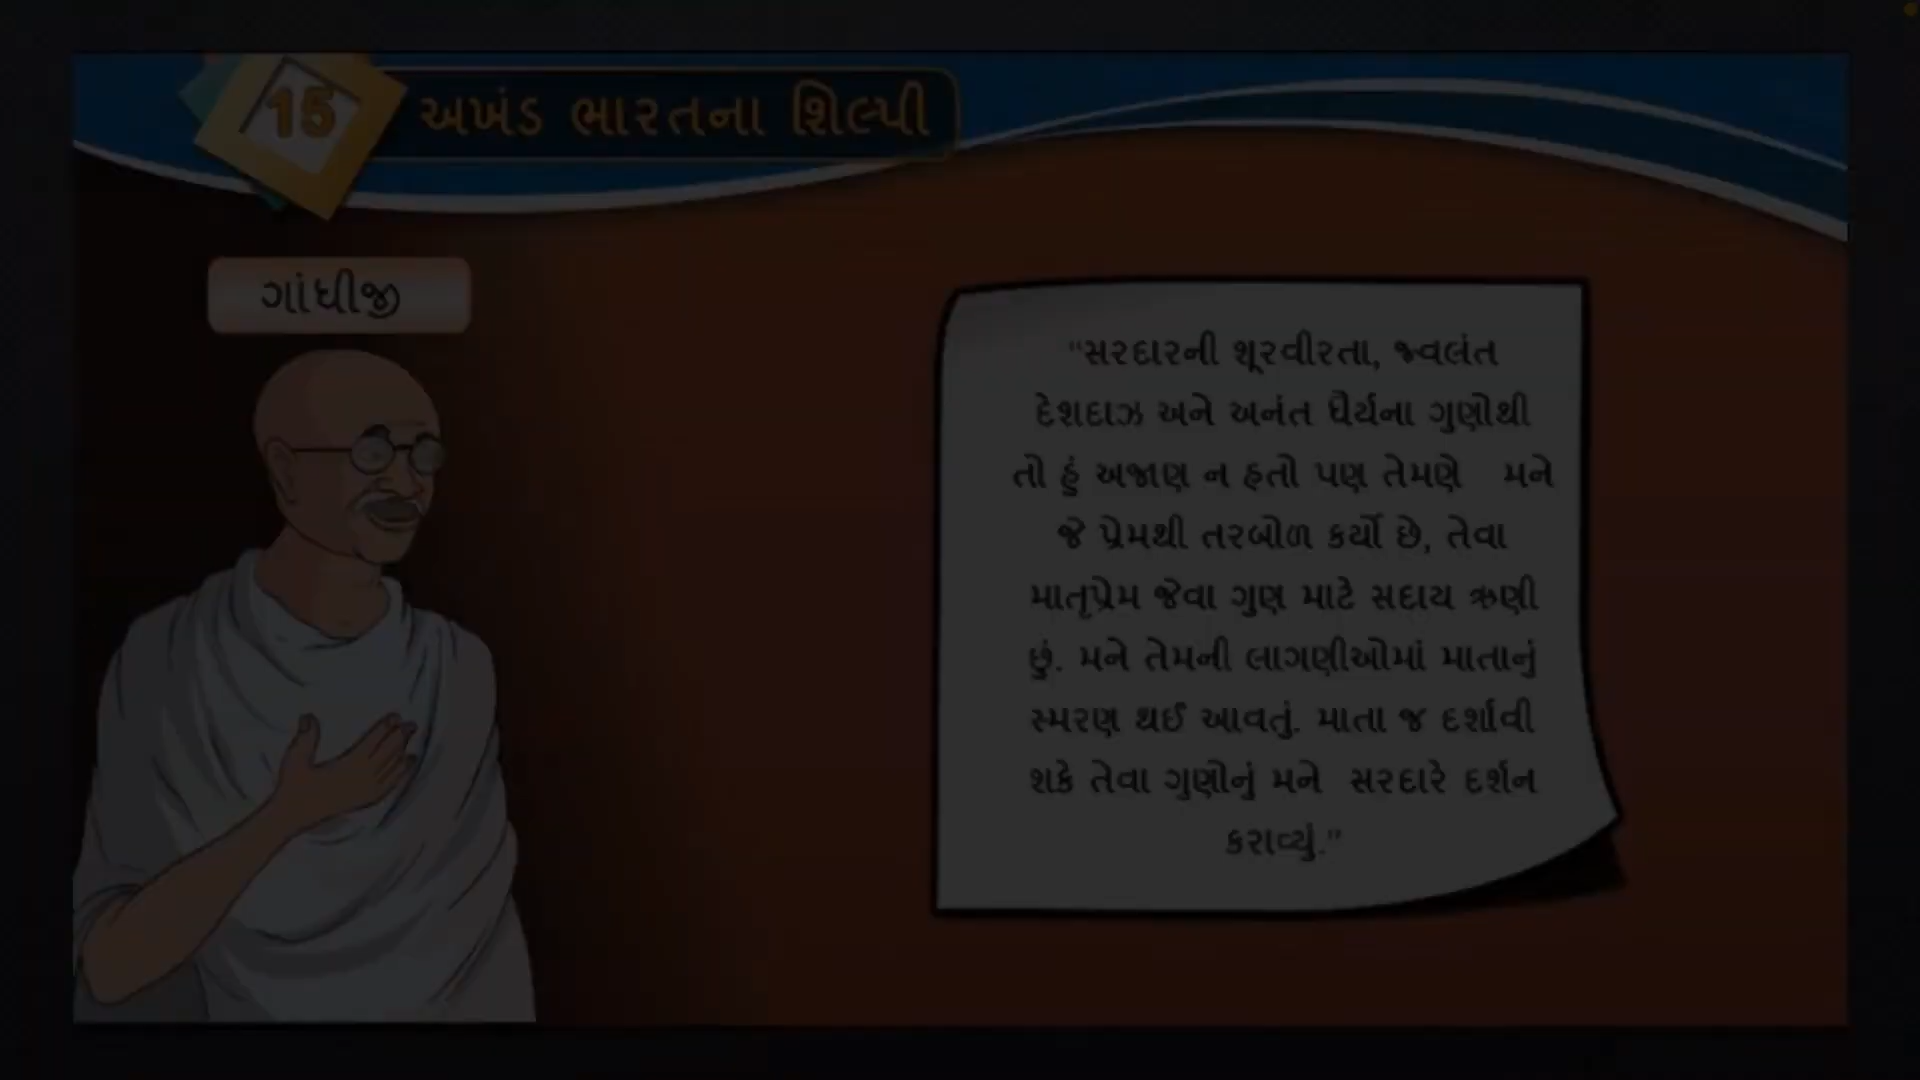 15
અખંડ ભારતના શિલ્પી
ગાંધીજી
"સરદારની શૂરવીરતા, જ્વલંત
દેશદાઝ અને અનંત ધૈર્યના ગુણોથી
તો હું અજાણ ન હતો પણ તેમણે મને
જે પ્રેમથી તરબોળ કર્યો છે, તેવા
માતૃપ્રેમ જેવા ગુણ માટે સદાય ઋણી
છું. મને તેમની લાગણીઓમાં માતાનું
સ્મરણ થઈ આવતું. માતા જ દર્શાવી
શકે તેવા ગુણોનું મને સરદારે દર્શન
કરાવ્યું."